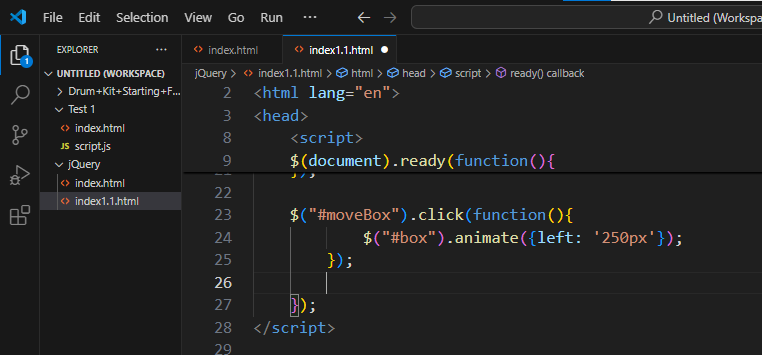 File Edit Selection View Go Run ... Untitled (Workspa
EXPLORER ...
UNTITLED (WORKSPACE)
Drum+Kit+Starting+F...
Test 1
index.html
JS script.js
jQuery
index.html
index1.1.html
1
index.html index1.1.html
jQuery > index1.1.html > html > head > script > ready() callback
2 <html lang="en">
3 <head>
8 <script>
9 $(document).ready(function(){
21 });
22
23 $("#moveBox").click(function(){
24 $("#box").animate({left: '250px'});
25 });
26
27 });
28 </script>
29